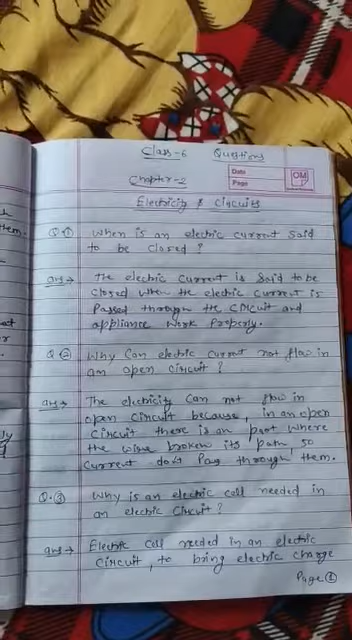 Class-6 Questions
Chapter-2
Date
Page
OM
Electricity & Circuits
Q.① When is an electric current said
to be closed?
ans→ The electric current is said to be
closed when the electric current is
passed through the circuit and
appliance work properly.
Q.② Why can electric current not flow in
an open circuit?
ans→ The electricity can not flow in
open circuit because, in an open
circuit there is an part where
the wire broken its path, so
current don't pass through them.
Q.③ Why is an electric cell needed in
an electric circuit?
ans→ Electric cell needed in an electric
circuit, to bring electric charge
Page ①
them.